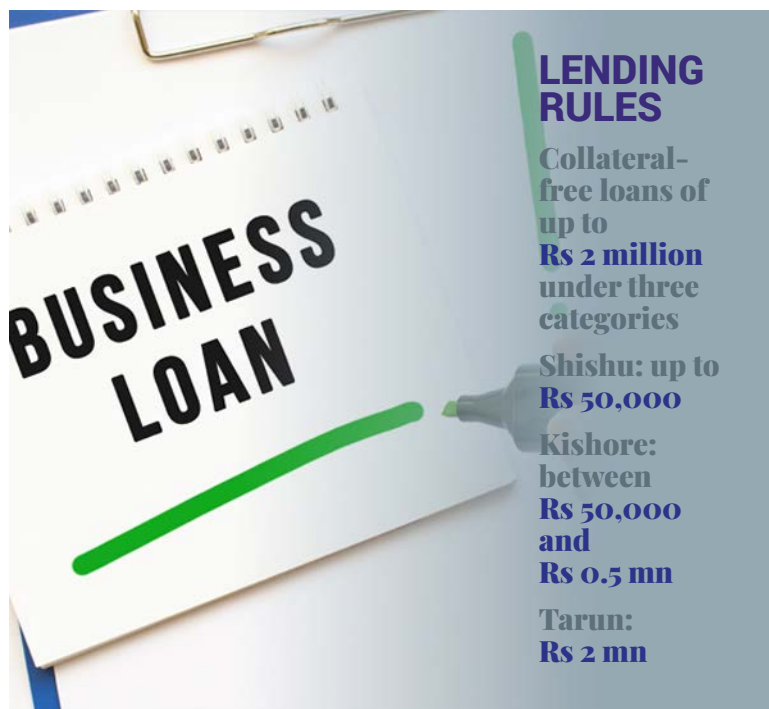 BUSINESS
LOAN
LENDING
RULES
Collateral-
free loans of
up to
Rs 2 million
under three
categories
Shishu: up to
Rs 50,000
Kishore:
between
Rs 50,000
and
Rs 0.5 mn
Tarun:
Rs 2 mn